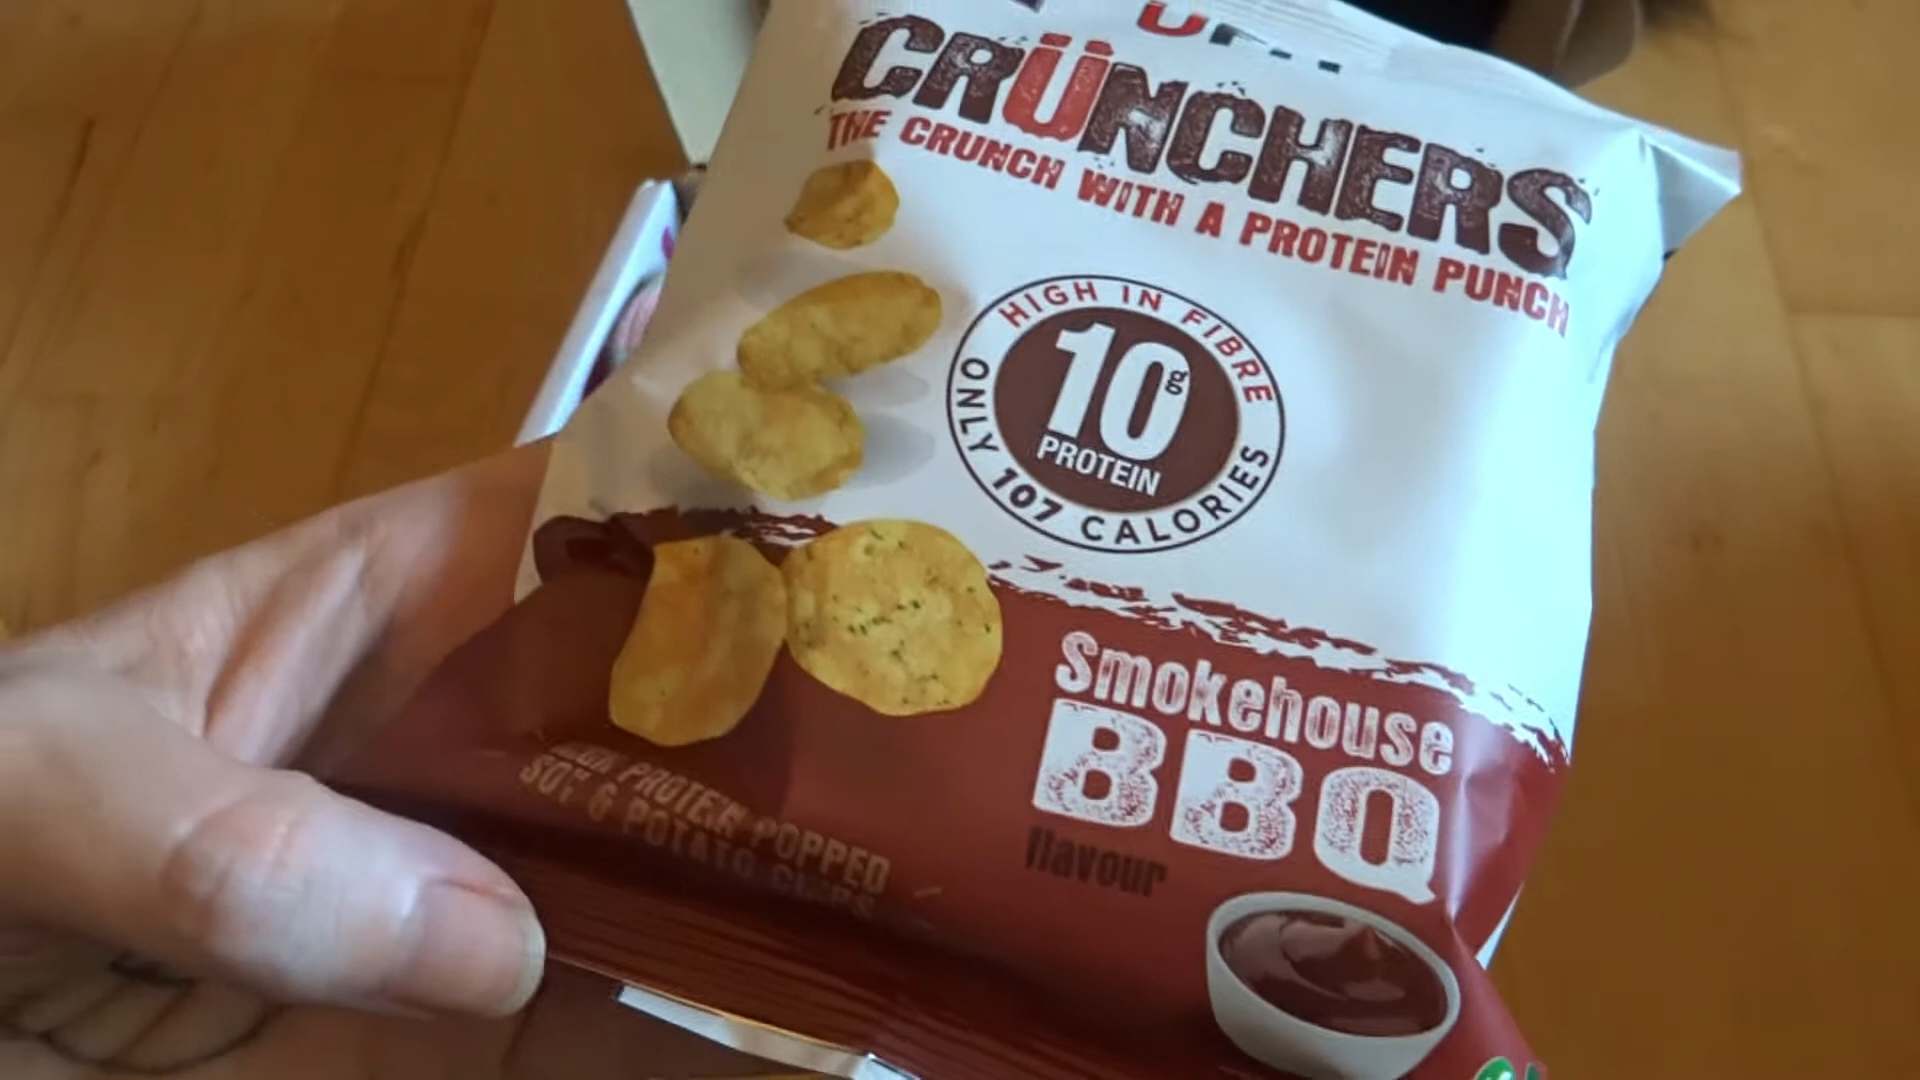 CRÜNCHERS
THE CRUNCH WITH A PROTEIN PUNCH
HIGH IN FIBRE
10g
PROTEIN
ONLY 107 CALORIES
Smokehouse
BBQ
flavour
PROTEIN POPPED
SOY & POTATO CHIPS